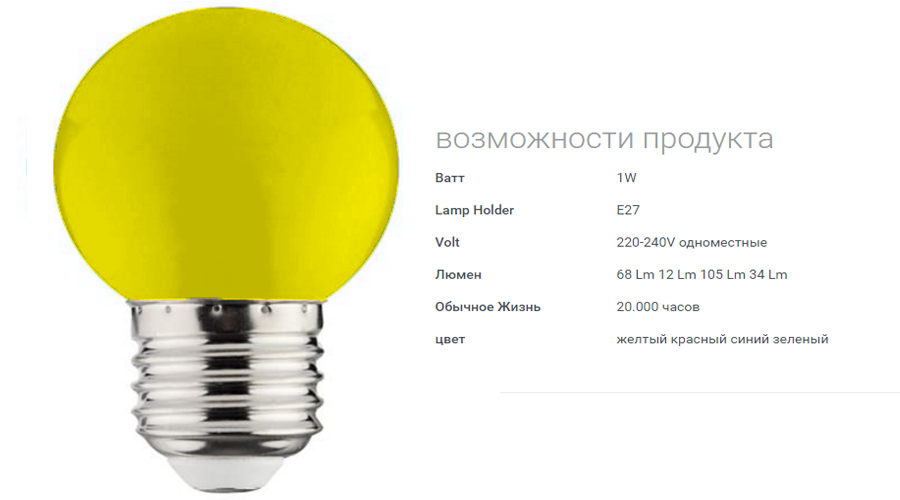 возможности продукта
Ватт 1W
Lamp Holder E27
Volt 220-240V одноместные
Люмен 68 Lm 12 Lm 105 Lm 34 Lm
Обычное Жизнь 20.000 часов
цвет желтый красный синий зеленый